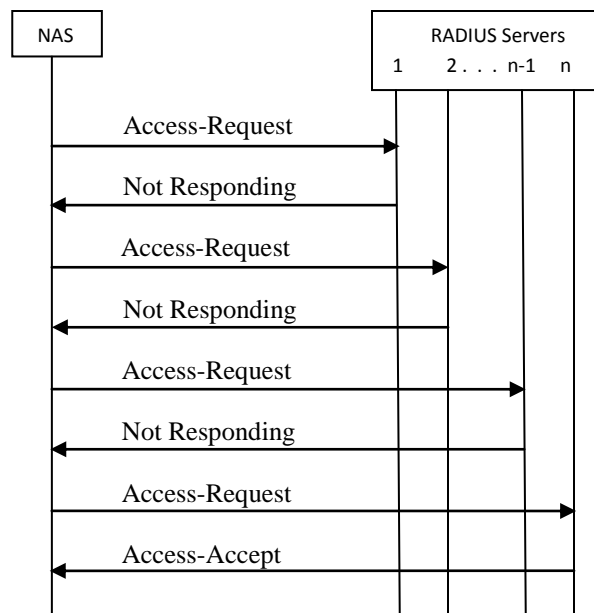 NAS
RADIUS Servers
1 2 . . . n-1 n
Access-Request
Not Responding
Access-Request
Not Responding
Access-Request
Not Responding
Access-Request
Access-Accept